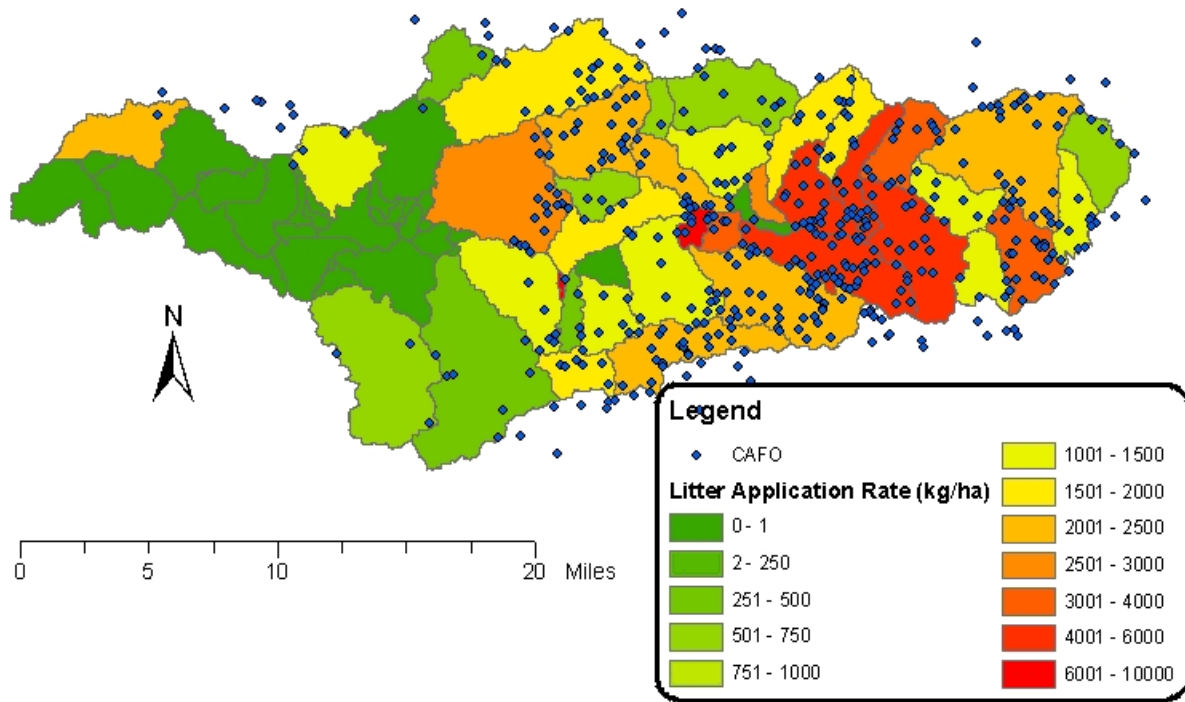 N
0 5 10 20 Miles
Legend
CAFO
Litter Application Rate (kg/ha)
0 - 1
2 - 250
251 - 500
501 - 750
751 - 1000
1001 - 1500
1501 - 2000
2001 - 2500
2501 - 3000
3001 - 4000
4001 - 6000
6001 - 10000